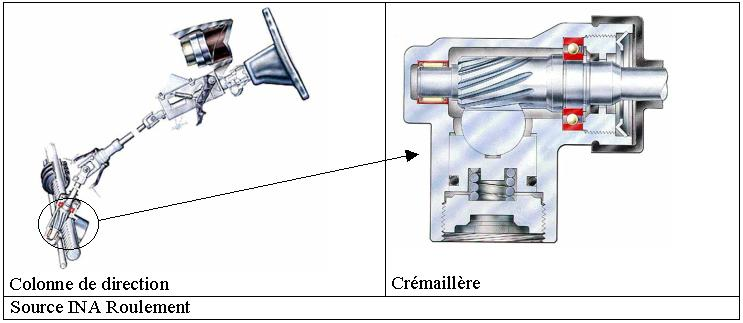 Colonne de direction
Crémaillère
Source INA Roulement